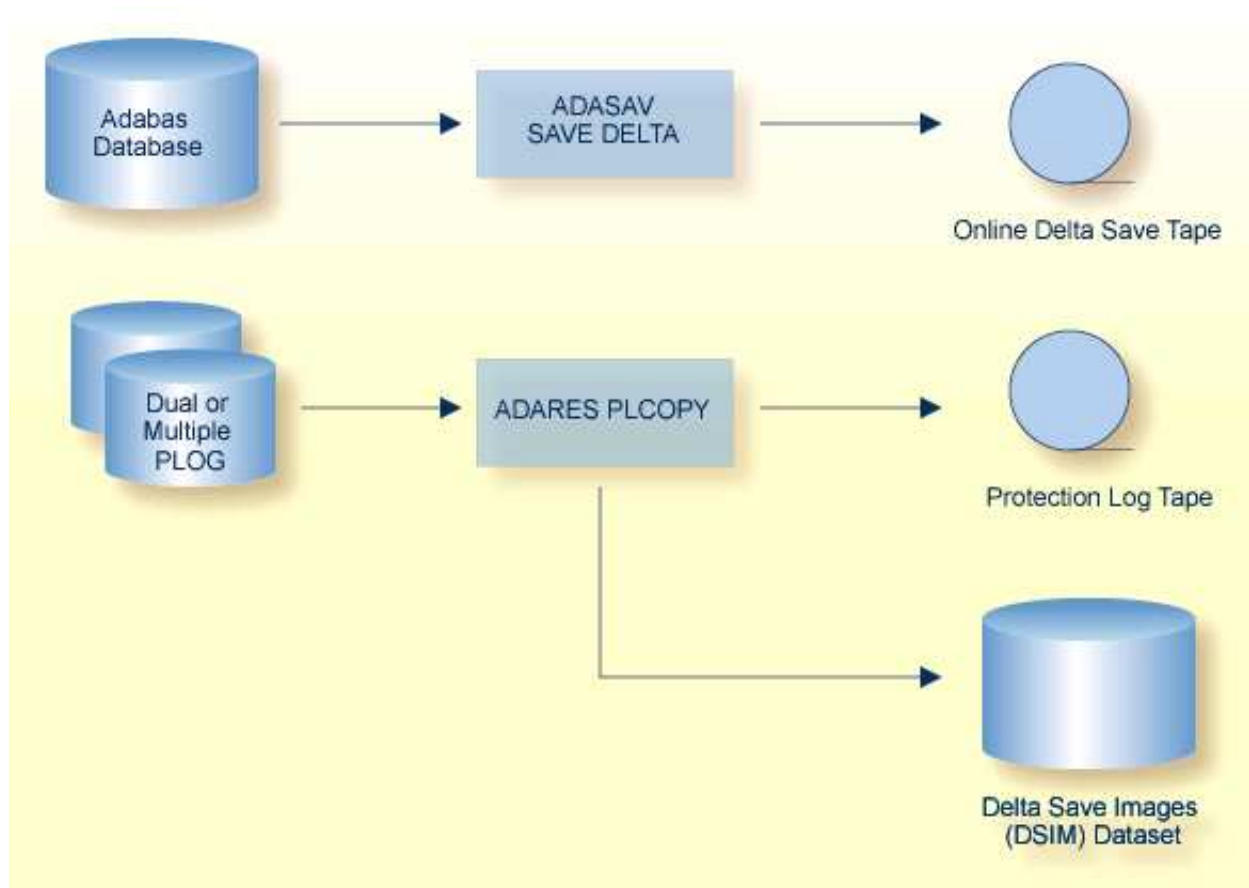 Adabas
Database
ADASAV
SAVE DELTA
Online Delta Save Tape
Dual or
Multiple
PLOG
ADARES PLCOPY
Protection Log Tape
Delta Save Images
(DSIM) Dataset